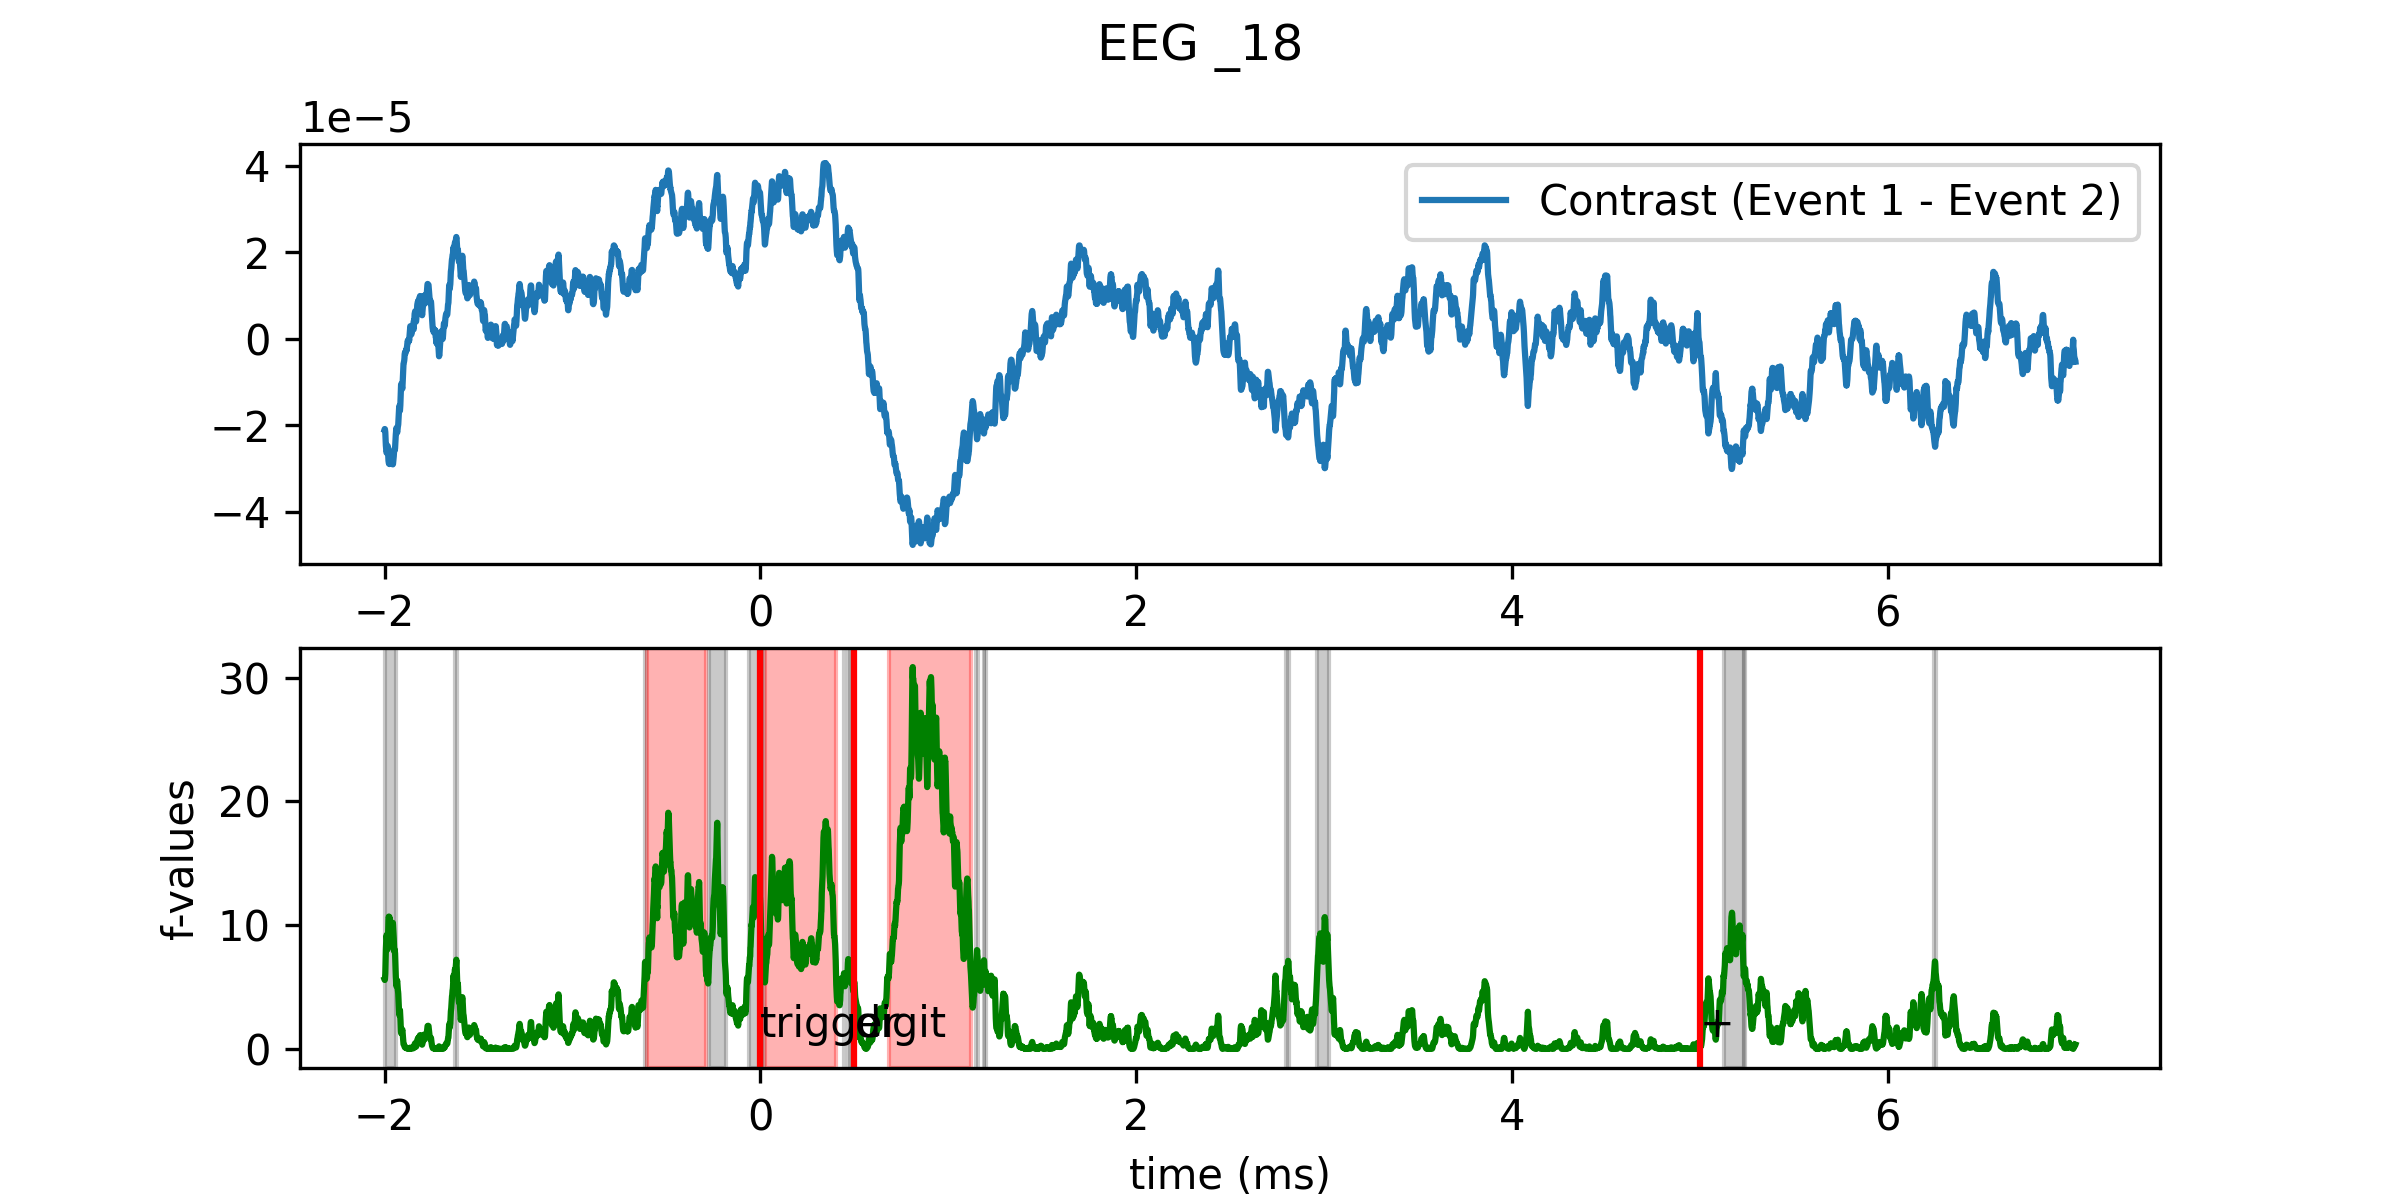 EEG _18
1e−5
4
2
0
−2
−4
Contrast (Event 1 - Event 2)
−2 0 2 4 6
f-values
30
20
10
0
trigger
digit
+
−2 0 2 4 6
time (ms)